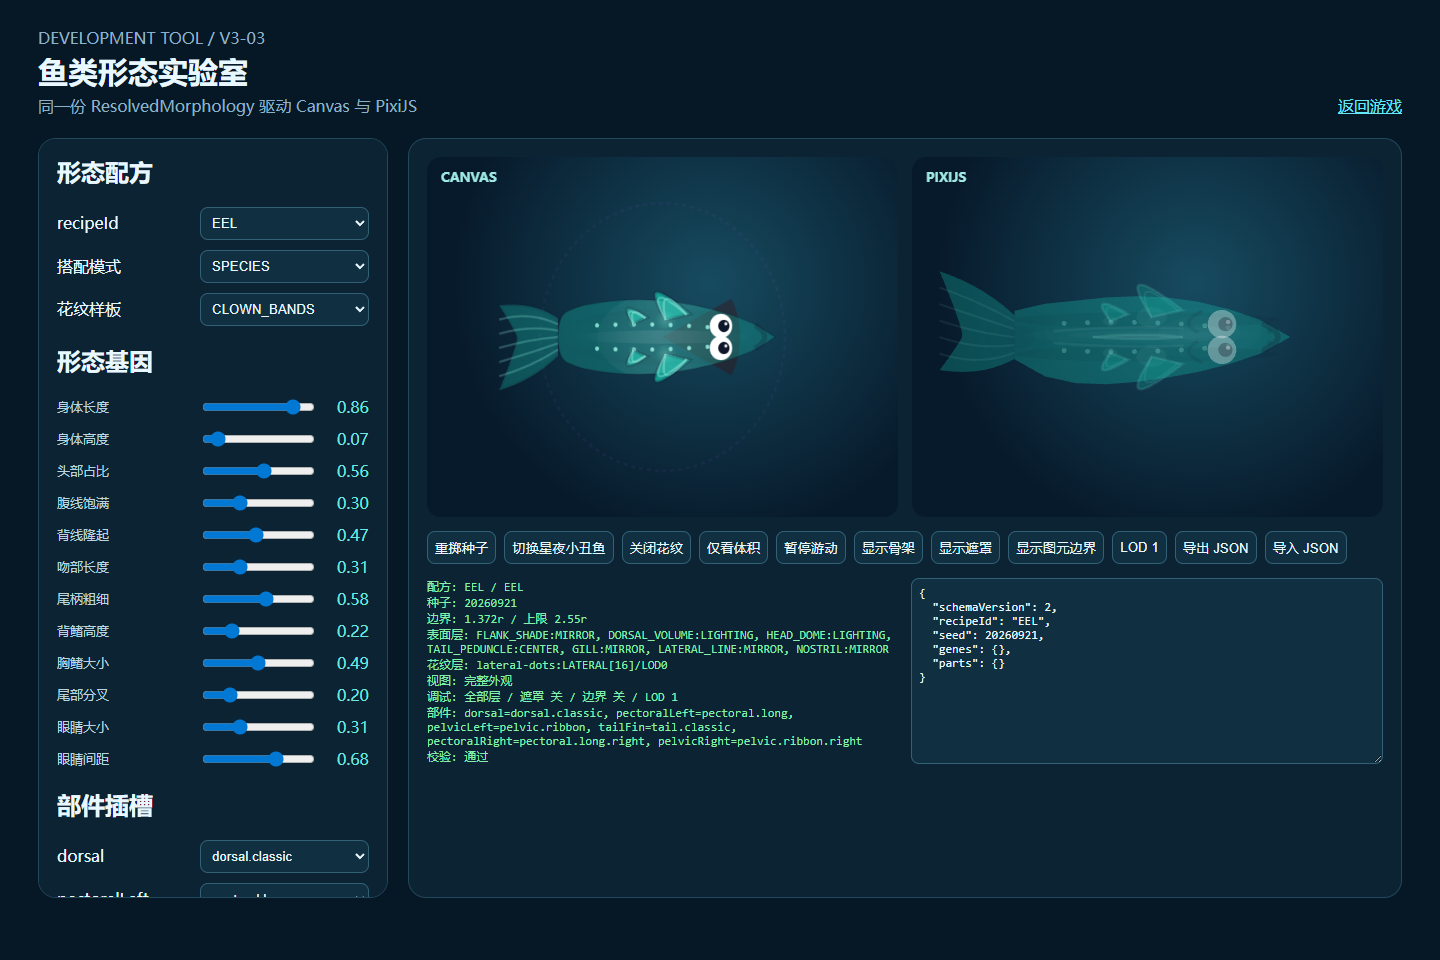 DEVELOPMENT TOOL / V3-03
鱼类形态实验室
同一份 ResolvedMorphology 驱动 Canvas 与 PixiJS
返回游戏
形态配方
recipeId
EEL
搭配模式
SPECIES
花纹样板
CLOWN_BANDS
形态基因
身体长度 0.86
身体高度 0.07
头部占比 0.56
腹线饱满 0.30
背线隆起 0.47
吻部长度 0.31
尾柄粗细 0.58
背鳍高度 0.22
胸鳍大小 0.49
尾部分叉 0.20
眼睛大小 0.31
眼睛间距 0.68
部件插槽
dorsal
dorsal.classic
CANVAS
PIXIJS
重掷种子
切换星夜小丑鱼
关闭花纹
仅看体积
暂停游动
显示骨架
显示遮罩
显示图元边界
LOD 1
导出 JSON
导入 JSON
配方: EEL / EEL
种子: 20260921
边界: 1.372r / 上限 2.55r
表面层: FLANK_SHADE:MIRROR, DORSAL_VOLUME:LIGHTING, HEAD_DOME:LIGHTING,
TAIL_PEDUNCLE:CENTER, GILL:MIRROR, LATERAL_LINE:MIRROR, NOSTRIL:MIRROR
花纹层: lateral-dots:LATERAL[16]/LOD0
视图: 完整外观
调试: 全部层 / 遮罩 关 / 边界 关 / LOD 1
部件: dorsal=dorsal.classic, pectoralLeft=pectoral.long,
pelvicLeft=pelvic.ribbon, tailFin=tail.classic,
pectoralRight=pectoral.long.right, pelvicRight=pelvic.ribbon.right
校验: 通过
{
"schemaVersion": 2,
"recipeId": "EEL",
"seed": 20260921,
"genes": {},
"parts": {}
}